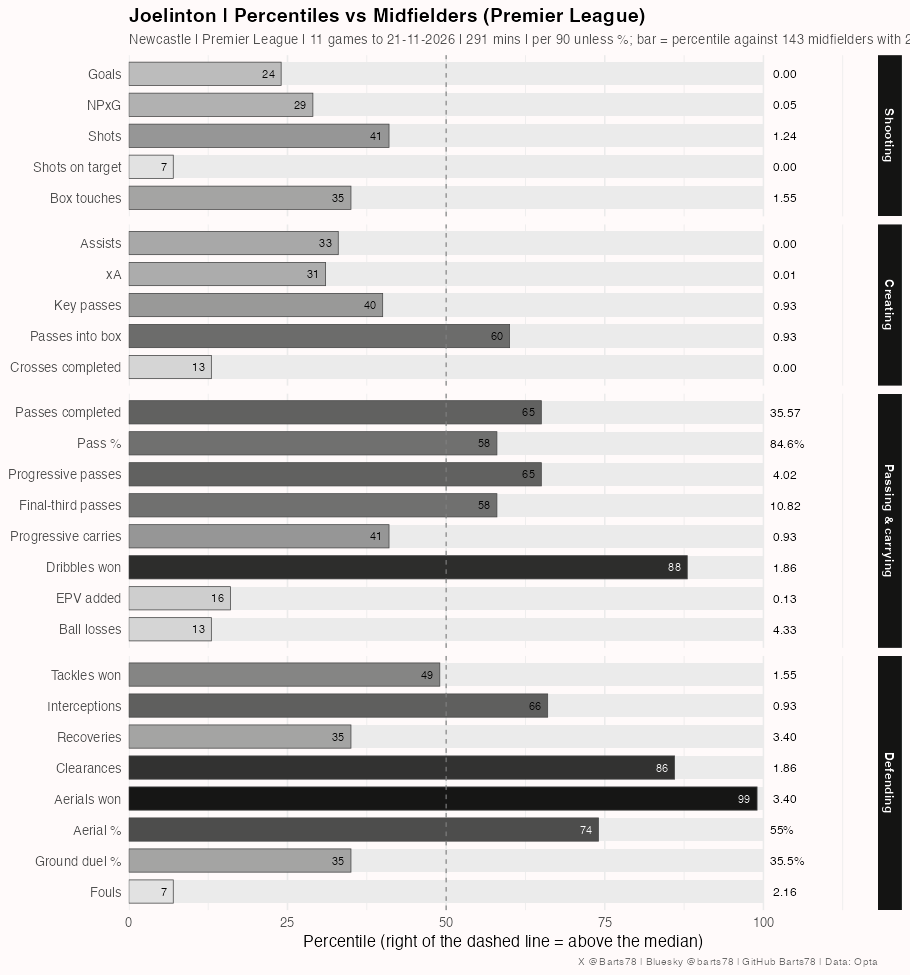 Joelinton | Percentiles vs Midfielders (Premier League)
Newcastle | Premier League | 11 games to 21-11-2026 | 291 mins | per 90 unless %; bar = percentile against 143 midfielders with 2
Shooting
Goals 24 0.00
NPxG 29 0.05
Shots 41 1.24
Shots on target 7 0.00
Box touches 35 1.55
Creating
Assists 33 0.00
xA 31 0.01
Key passes 40 0.93
Passes into box 60 0.93
Crosses completed 13 0.00
Passing & carrying
Passes completed 65 35.57
Pass % 58 84.6%
Progressive passes 65 4.02
Final-third passes 58 10.82
Progressive carries 41 0.93
Dribbles won 88 1.86
EPV added 16 0.13
Ball losses 13 4.33
Defending
Tackles won 49 1.55
Interceptions 66 0.93
Recoveries 35 3.40
Clearances 86 1.86
Aerials won 99 3.40
Aerial % 74 55%
Ground duel % 35 35.5%
Fouls 7 2.16
0 25 50 75 100
Percentile (right of the dashed line = above the median)
X @Barts78 | Bluesky @barts78 | GitHub Barts78 | Data: Opta